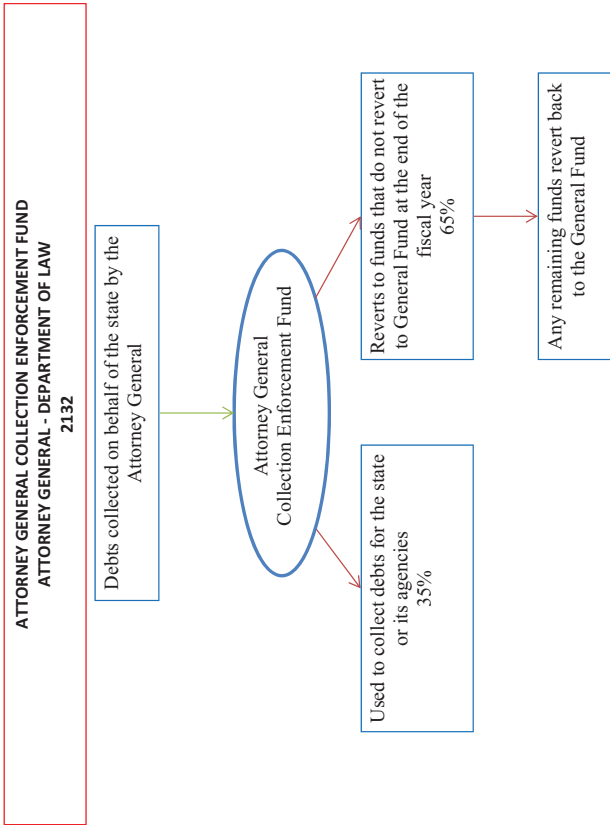 ATTORNEY GENERAL COLLECTION ENFORCEMENT FUND
ATTORNEY GENERAL - DEPARTMENT OF LAW
2132
Debts collected on behalf of the state by the
Attorney General
Attorney General
Collection Enforcement Fund
Used to collect debts for the state
or its agencies
35%
Reverts to funds that do not revert
to General Fund at the end of the
fiscal year
65%
Any remaining funds revert back
to the General Fund